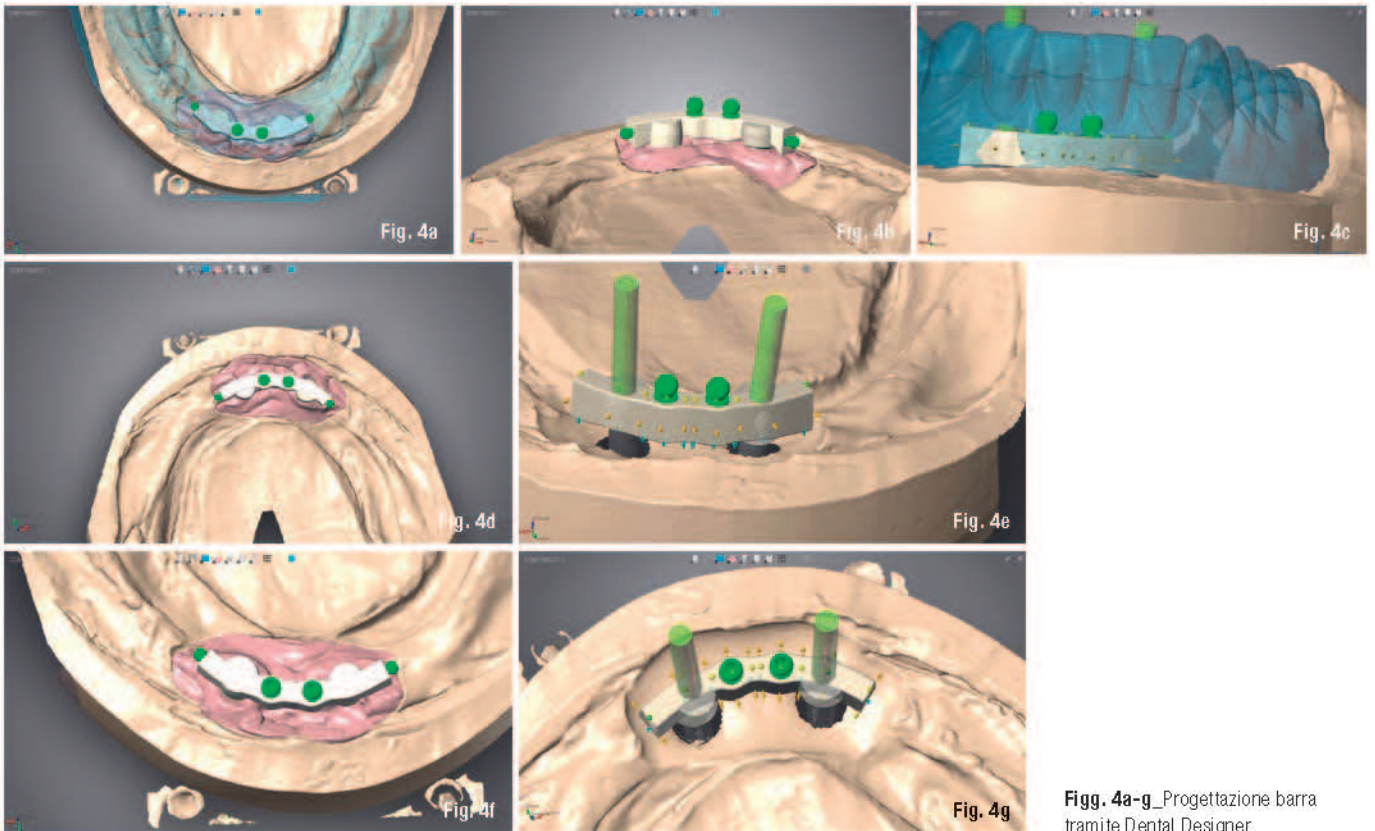 Fig. 4a
Fig. 4b
Fig. 4c
Fig. 4d
Fig. 4e
Fig. 4f
Fig. 4g
Figg. 4a-g_Progettazione barra
tramite Dental Designer